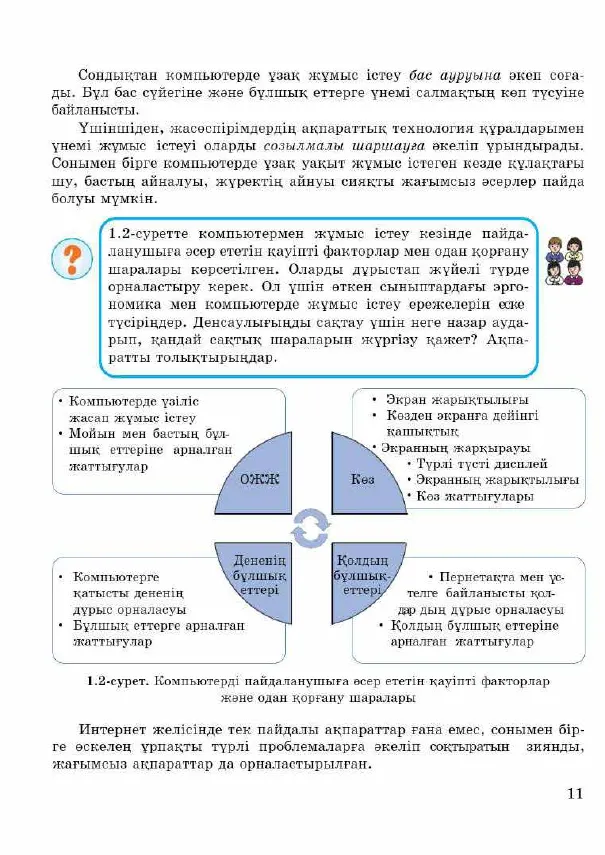 Сондықтан компьютерде ұзақ жұмыс істеу бас ауруына әкеп соға-
ды. Бұл бас сүйегіне және бұлшық еттерге үнемі салмақтың көп түсуіне
байланысты.
Үшіншіден, жасөспірімдердің ақпараттық технология құралдарымен
үнемі жұмыс істеуі оларды созылмалы шаршауға әкеліп ұрындырады.
Сонымен бірге компьютерде ұзақ уақыт жұмыс істеген кезде құлақтағы
шу, бастың айналуы, жүректің айнуы сияқты жағымсыз әсерлер пайда
болуы мүмкін.
?
1.2-суретте компьютермен жұмыс істеу кезінде пайда-
ланушыға әсер ететін қауіпті факторлар мен одан қорғану
шаралары көрсетілген. Оларды дұрыстап жүйелі түрде
орналастыру керек. Ол үшін өткен сыныптардағы эрго-
номика мен компьютерде жұмыс істеу ережелерін еске
түсіріңдер. Денсаулығыңды сақтау үшін неге назар ауда-
рып, қандай сақтық шараларын жүргізу қажет? Ақпа-
ратты толықтырыңдар.
• Компьютерде үзіліс
жасап жұмыс істеу
• Мойын мен бастың бұл-
шық еттеріне арналған
жаттығулар
ОЖЖ
• Экран жарықтылығы
• Көзден экранға дейінгі
қашықтық
• Экранның жарқырауы
• Түрлі түсті дисплей
• Экранның жарықтылығы
• Көз жаттығулары
Көз
• Компьютерге
қатысты дененің
дұрыс орналасуы
• Бұлшық еттерге арналған
жаттығулар
Дененің
бұлшық
еттері
Қолдың
бұлшық-
еттері
• Пернетақта мен үс-
телге байланысты қол-
дар дың дұрыс орналасуы
• Қолдың бұлшық еттеріне
арналған жаттығулар
1.2-сурет. Компьютерді пайдаланушыға әсер ететін қауіпті факторлар
және одан қорғану шаралары
Интернет желісінде тек пайдалы ақпараттар ғана емес, сонымен бір-
ге өскелең ұрпақты түрлі проблемаларға әкеліп соқтыратын зиянды,
жағымсыз ақпараттар да орналастырылған.
11